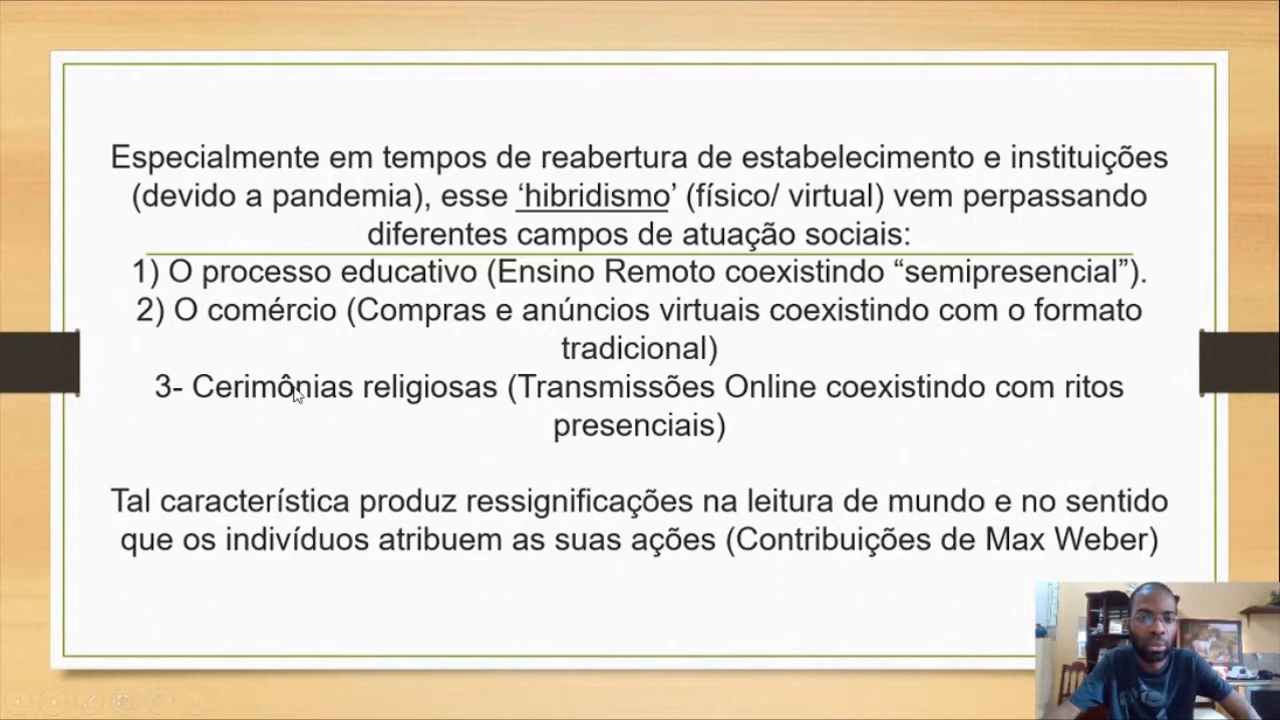 Especialmente em tempos de reabertura de estabelecimento e instituições
(devido a pandemia), esse ‘hibridismo’ (físico/ virtual) vem perpassando
diferentes campos de atuação sociais:
1) O processo educativo (Ensino Remoto coexistindo “semipresencial”).
2) O comércio (Compras e anúncios virtuais coexistindo com o formato
tradicional)
3- Cerimônias religiosas (Transmissões Online coexistindo com ritos
presenciais)
Tal característica produz ressignificações na leitura de mundo e no sentido
que os indivíduos atribuem as suas ações (Contribuições de Max Weber)